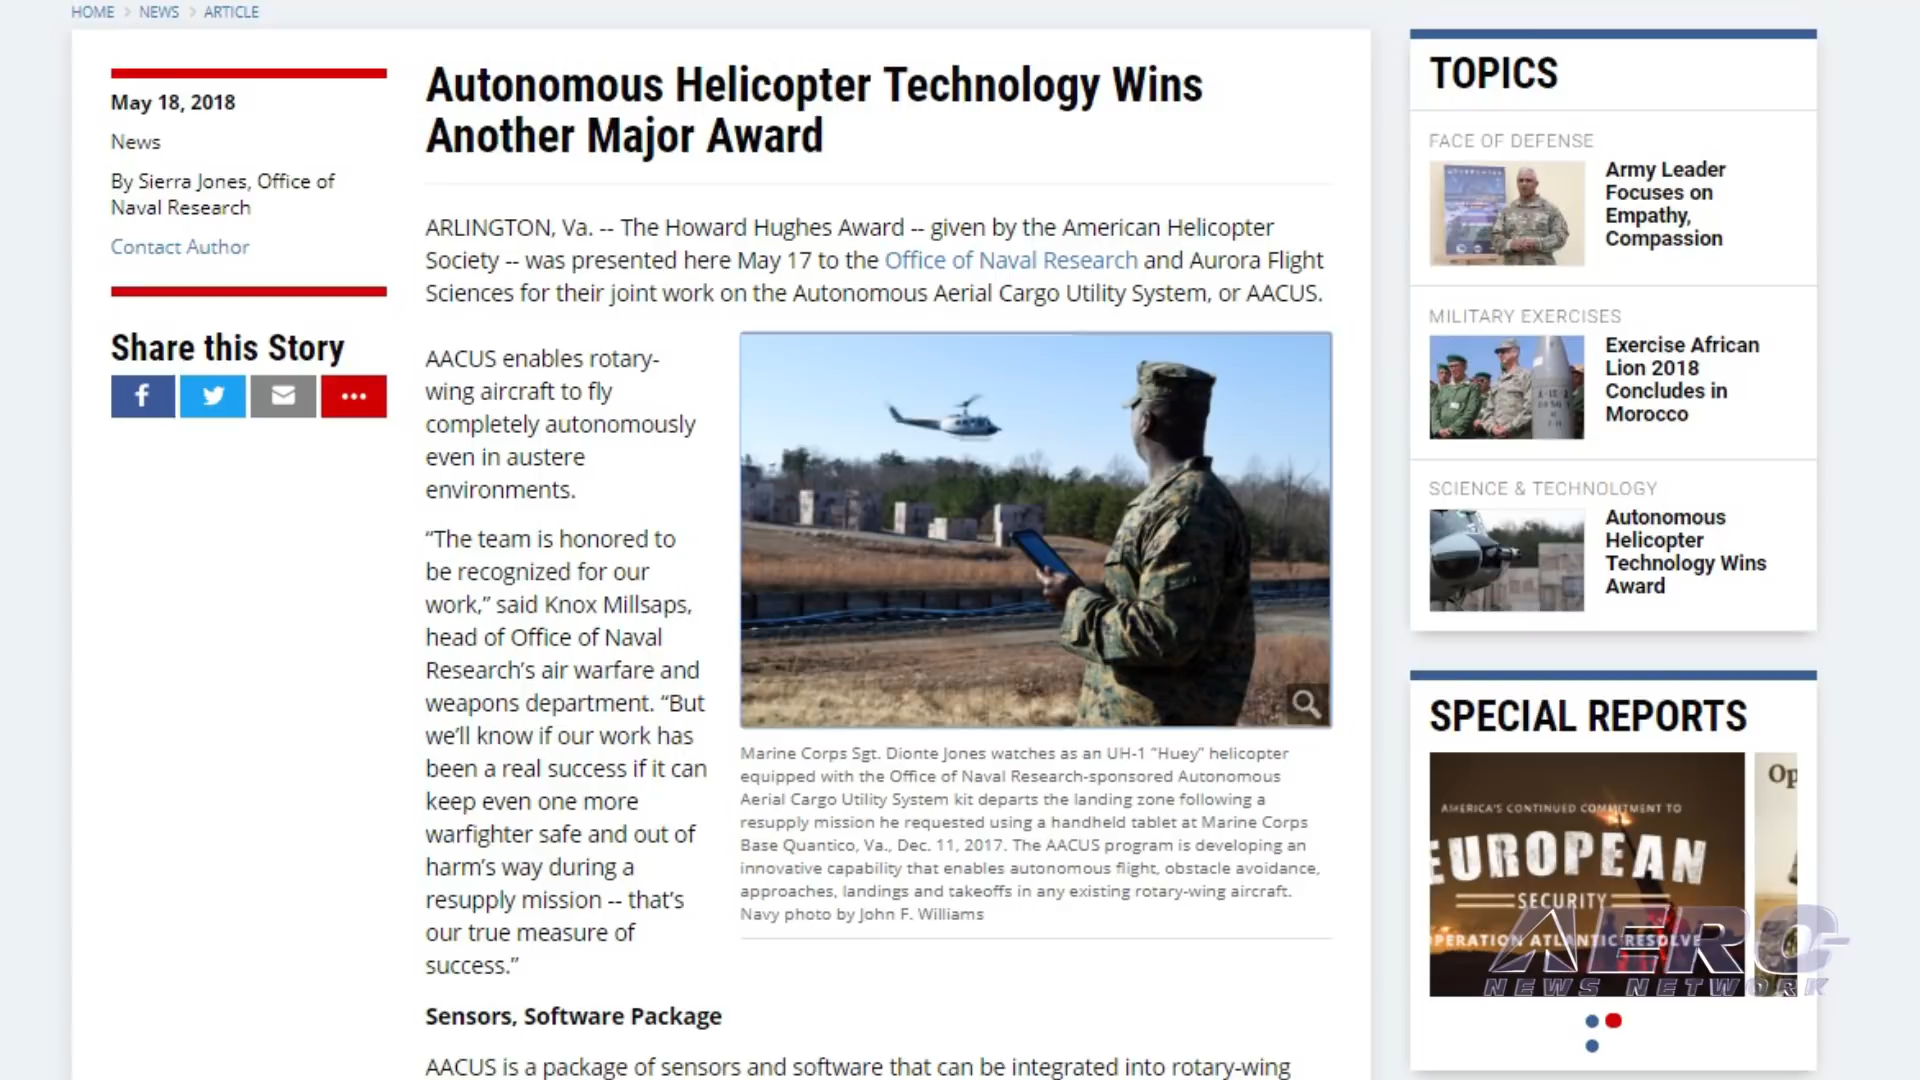 HOME > NEWS > ARTICLE
May 18, 2018
News
By Sierra Jones, Office of
Naval Research
Contact Author
Share this Story
Autonomous Helicopter Technology Wins
Another Major Award
ARLINGTON, Va. -- The Howard Hughes Award -- given by the American Helicopter
Society -- was presented here May 17 to the Office of Naval Research and Aurora Flight
Sciences for their joint work on the Autonomous Aerial Cargo Utility System, or AACUS.
AACUS enables rotary-
wing aircraft to fly
completely autonomously
even in austere
environments.
“The team is honored to
be recognized for our
work,” said Knox Millsaps,
head of Office of Naval
Research’s air warfare and
weapons department. “But
we’ll know if our work has
been a real success if it can
keep even one more
warfighter safe and out of
harm’s way during a
resupply mission -- that’s
our true measure of
success.”
Marine Corps Sgt. Dionte Jones watches as an UH-1 “Huey” helicopter
equipped with the Office of Naval Research-sponsored Autonomous
Aerial Cargo Utility System kit departs the landing zone following a
resupply mission he requested using a handheld tablet at Marine Corps
Base Quantico, Va., Dec. 11, 2017. The AACUS program is developing an
innovative capability that enables autonomous flight, obstacle avoidance,
approaches, landings and takeoffs in any existing rotary-wing aircraft.
Navy photo by John F. Williams
Sensors, Software Package
AACUS is a package of sensors and software that can be integrated into rotary-wing
TOPICS
FACE OF DEFENSE
Army Leader
Focuses on
Empathy,
Compassion
MILITARY EXERCISES
Exercise African
Lion 2018
Concludes in
Morocco
SCIENCE & TECHNOLOGY
Autonomous
Helicopter
Technology Wins
Award
SPECIAL REPORTS
AMERICA'S CONTINUED COMMITMENT TO
EUROPEAN
SECURITY
OPERATION ATLANTIC RESOLVE
Op
AERO
NEWS NETWORK